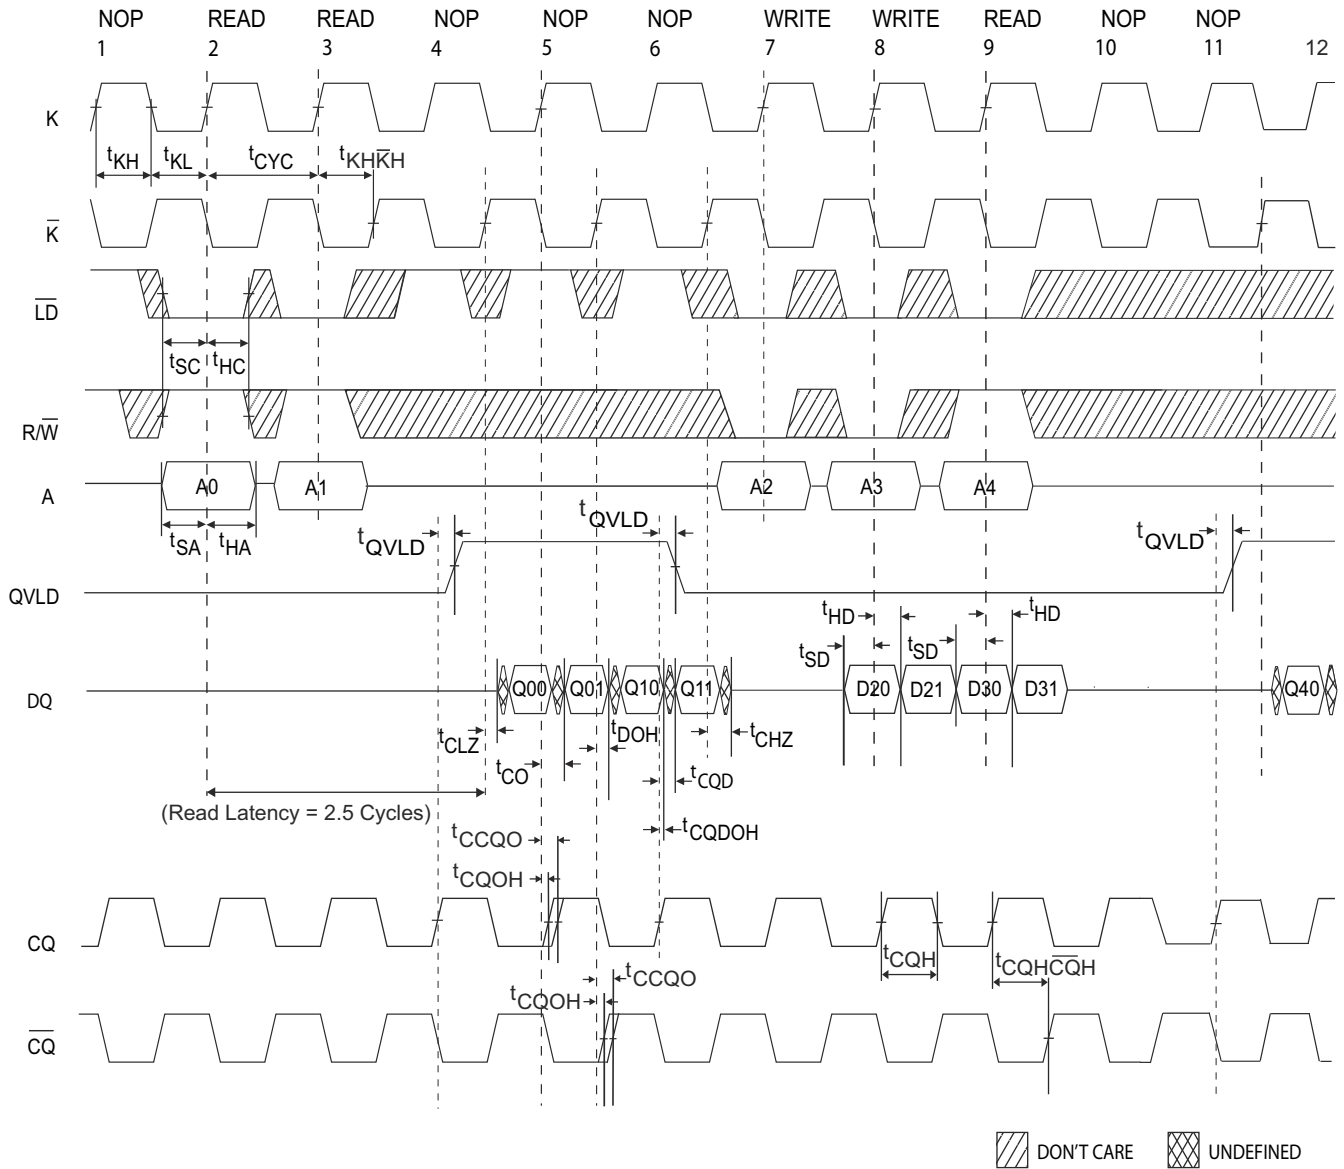 NOP READ READ NOP NOP NOP WRITE WRITE READ NOP NOP
1 2 3 4 5 6 7 8 9 10 11 12
K
tKH tKL tCYC tKHK̅H
K̅
L̅D̅
tSC tHC
R/W̅
A A0 A1 A2 A3 A4
tSA tHA tQVLD tQVLD tQVLD
QVLD
tHD tHD
tSD tSD
DQ Q00 Q01 Q10 Q11 D20 D21 D30 D31 Q40
tCLZ tDOH tCHZ
tCO tCQD
(Read Latency = 2.5 Cycles)
tCQDOH
tCCQO
tCQOH
CQ
tCQH tCQHC̅Q̅H
tCCQO
tCQOH
C̅Q̅
DON'T CARE UNDEFINED